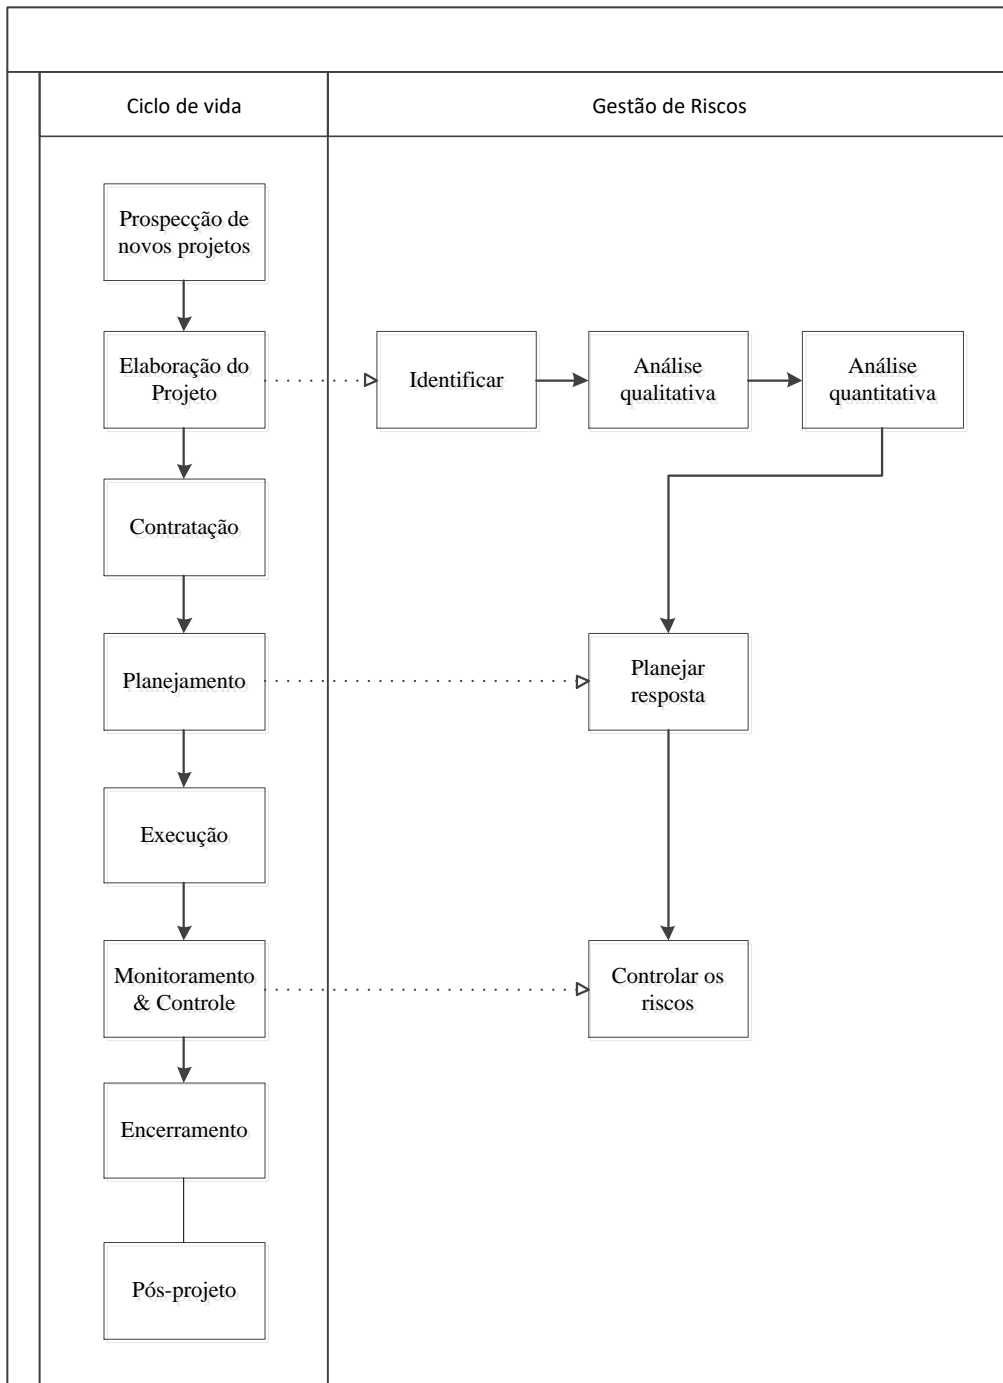 Ciclo de vida
Gestão de Riscos
Prospecção de
novos projetos
Elaboração do
Projeto
Identificar
Análise
qualitativa
Análise
quantitativa
Contratação
Planejamento
Planejar
resposta
Execução
Monitoramento
& Controle
Controlar os
riscos
Encerramento
Pós-projeto